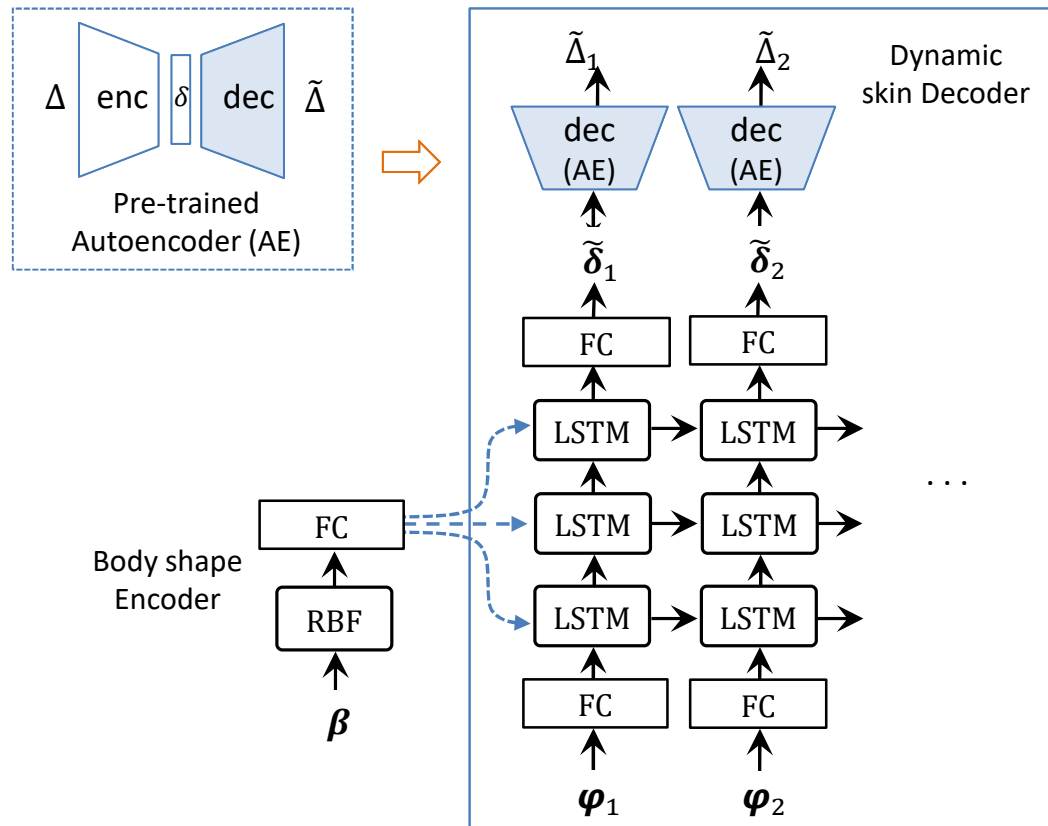 Δ enc δ dec Δ̃
Pre-trained
Autoencoder (AE)
Dynamic
skin Decoder
Δ̃₁ Δ̃₂
dec dec
(AE) (AE)
𝜹̃₁ 𝜹̃₂
FC FC
LSTM LSTM
LSTM LSTM
. . .
LSTM LSTM
FC FC
𝝋₁ 𝝋₂
Body shape
Encoder
FC
RBF
𝜷